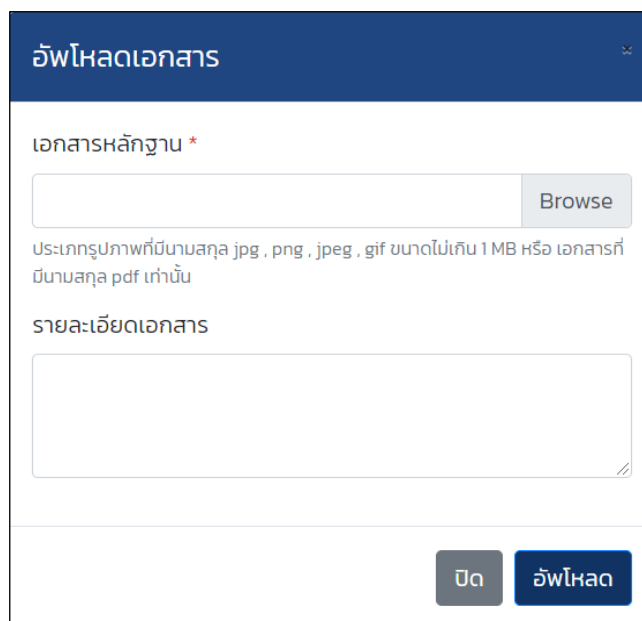 อัพโหลดเอกสาร
×
เอกสารหลักฐาน *
Browse
ประเภทรูปภาพที่มีนามสกุล jpg , png , jpeg , gif ขนาดไม่เกิน 1 MB หรือ เอกสารที่
มีนามสกุล pdf เท่านั้น
รายละเอียดเอกสาร
ปิด อัพโหลด